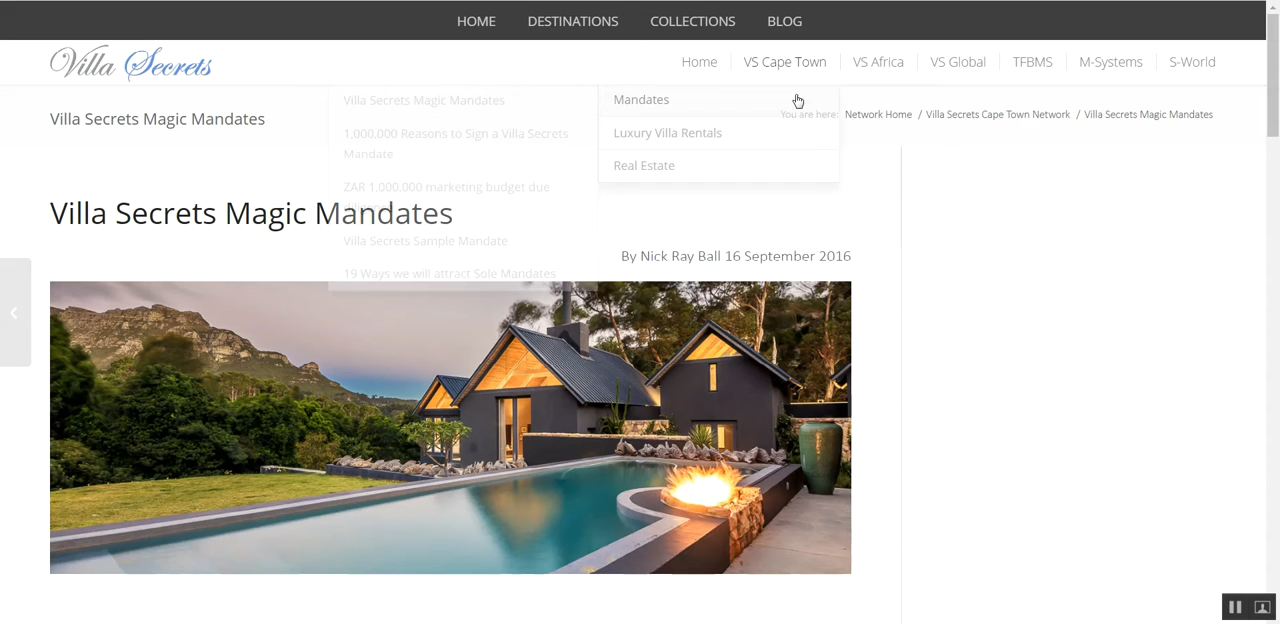 HOME DESTINATIONS COLLECTIONS BLOG
Villa Secrets
Home VS Cape Town VS Africa VS Global TFBMS M-Systems S-World
Villa Secrets Magic Mandates
Villa Secrets Magic Mandates
1,000,000 Reasons to Sign a Villa Secrets
Mandate
ZAR 1,000,000 marketing budget due
Villa Secrets Sample Mandate
19 Ways we will attract Sole Mandates
Mandates
Luxury Villa Rentals
Real Estate
You are here: Network Home / Villa Secrets Cape Town Network / Villa Secrets Magic Mandates
Villa Secrets Magic Mandates
By Nick Ray Ball 16 September 2016